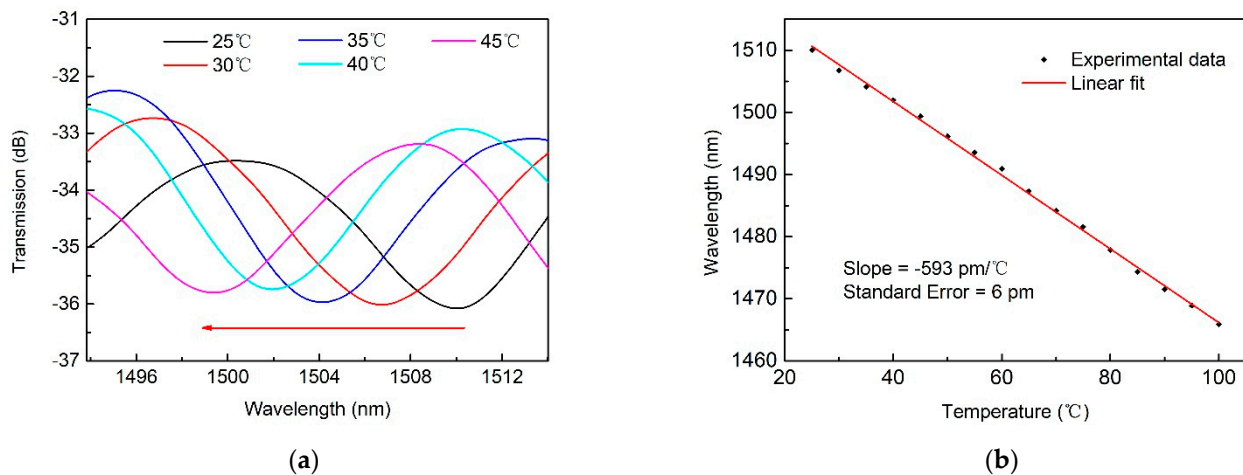 -31
-32
-33
-34
-35
-36
-37
Transmission (dB)
25℃ 35℃ 45℃
30℃ 40℃
1496 1500 1504 1508 1512
Wavelength (nm)
(a)
1510
1500
1490
1480
1470
1460
Wavelength (nm)
Experimental data
Linear fit
Slope = -593 pm/℃
Standard Error = 6 pm
20 40 60 80 100
Temperature (℃)
(b)